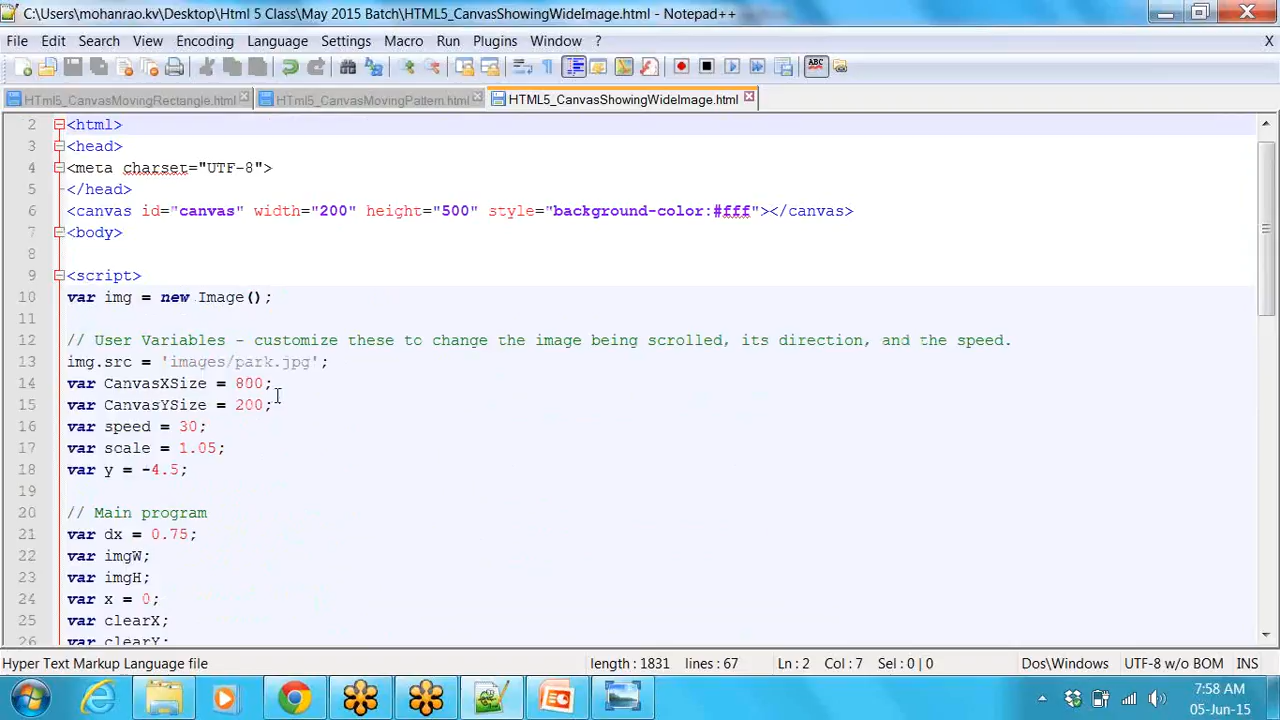 C:\Users\mohanrao.kv\Desktop\Html 5 Class\May 2015 Batch\HTML5_CanvasShowingWideImage.html - Notepad++
File Edit Search View Encoding Language Settings Macro Run Plugins Window ? X
HTml5_CanvasMovingRectangle.html HTml5_CanvasMovingPattern.html HTML5_CanvasShowingWideImage.html
2 <html>
3 <head>
4 <meta charset="UTF-8">
5 </head>
6 <canvas id="canvas" width="200" height="500" style="background-color:#fff"></canvas>
7 <body>
8
9 <script>
10 var img = new Image();
11
12 // User Variables - customize these to change the image being scrolled, its direction, and the speed.
13 img.src = 'images/park.jpg';
14 var CanvasXSize = 800;
15 var CanvasYSize = 200;
16 var speed = 30;
17 var scale = 1.05;
18 var y = -4.5;
19
20 // Main program
21 var dx = 0.75;
22 var imgW;
23 var imgH;
24 var x = 0;
25 var clearX;
26 var clearY;
Hyper Text Markup Language file length : 1831 lines : 67 Ln : 2 Col : 7 Sel : 0 | 0 Dos\Windows UTF-8 w/o BOM INS
7:58 AM
05-Jun-15